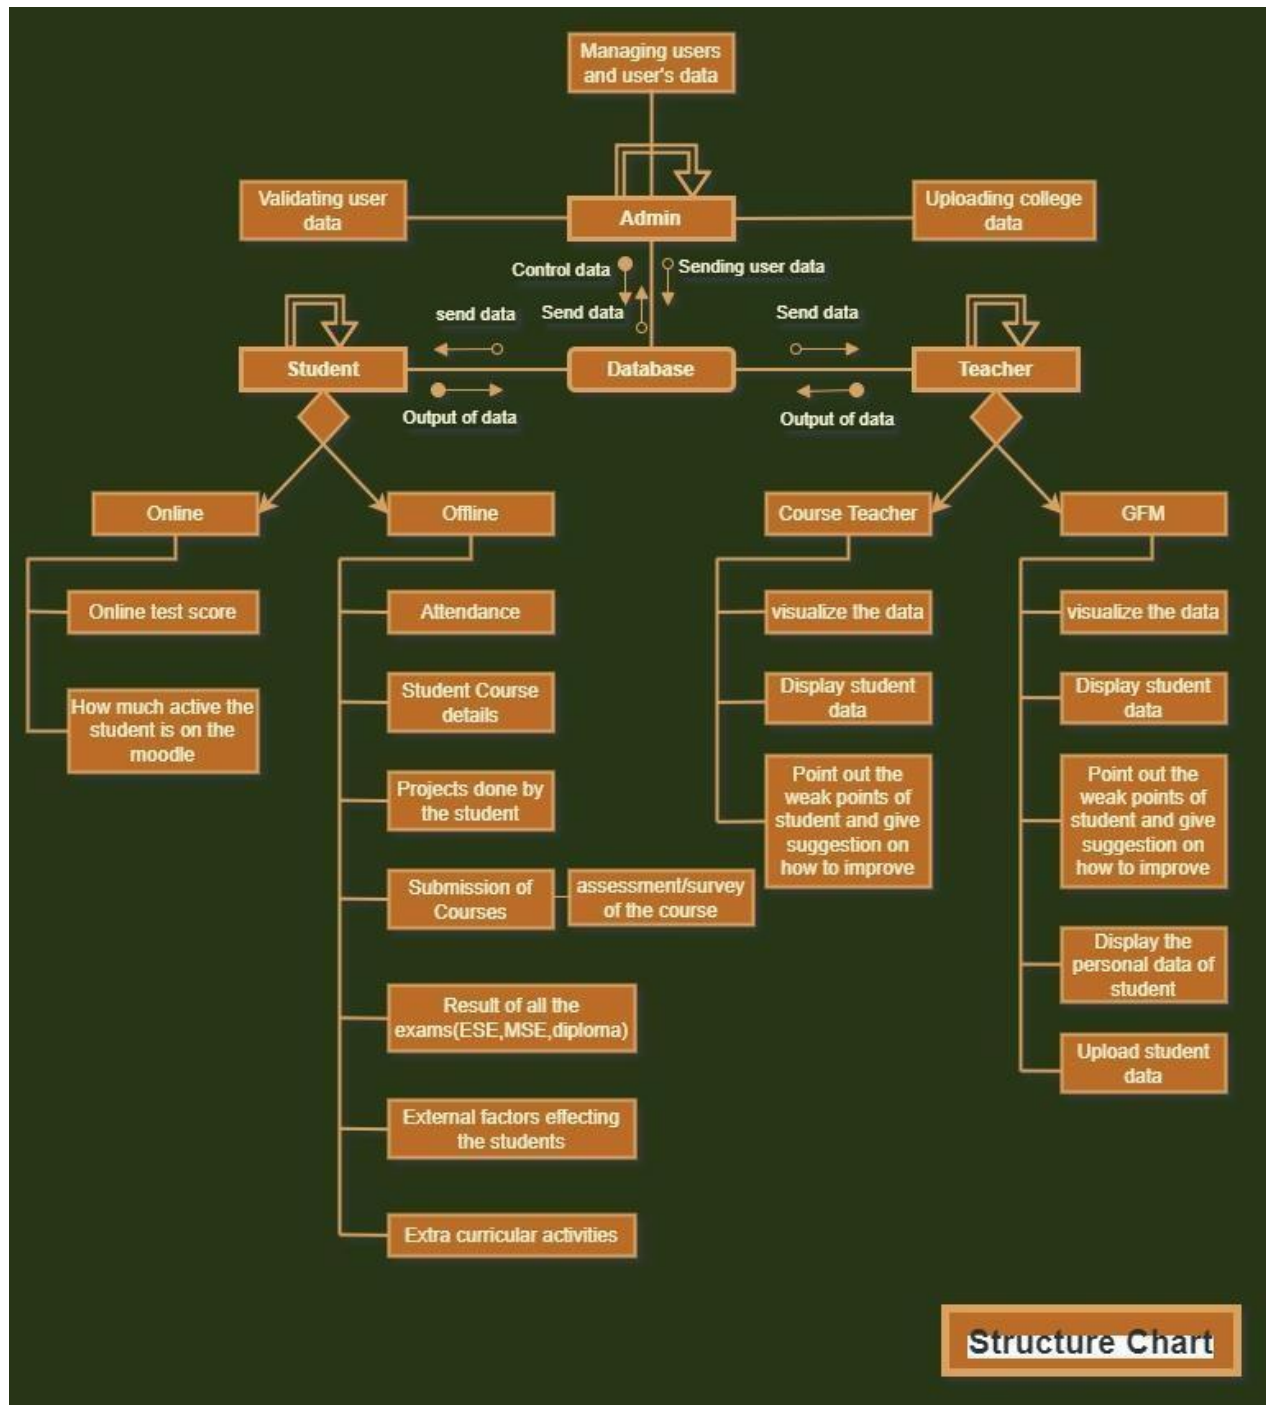 Managing users
and user's data
Validating user
data
Admin
Uploading college
data
Control data
Sending user data
send data
Send data
Send data
Student
Database
Teacher
Output of data
Output of data
Online
Offline
Course Teacher
GFM
Online test score
How much active the
student is on the
moodle
Attendance
Student Course
details
Projects done by
the student
Submission of
Courses
assessment/survey
of the course
Result of all the
exams(ESE,MSE,diploma)
External factors effecting
the students
Extra curricular activities
visualize the data
Display student
data
Point out the
weak points of
student and give
suggestion on
how to improve
visualize the data
Display student
data
Point out the
weak points of
student and give
suggestion on
how to improve
Display the
personal data of
student
Upload student
data
Structure Chart